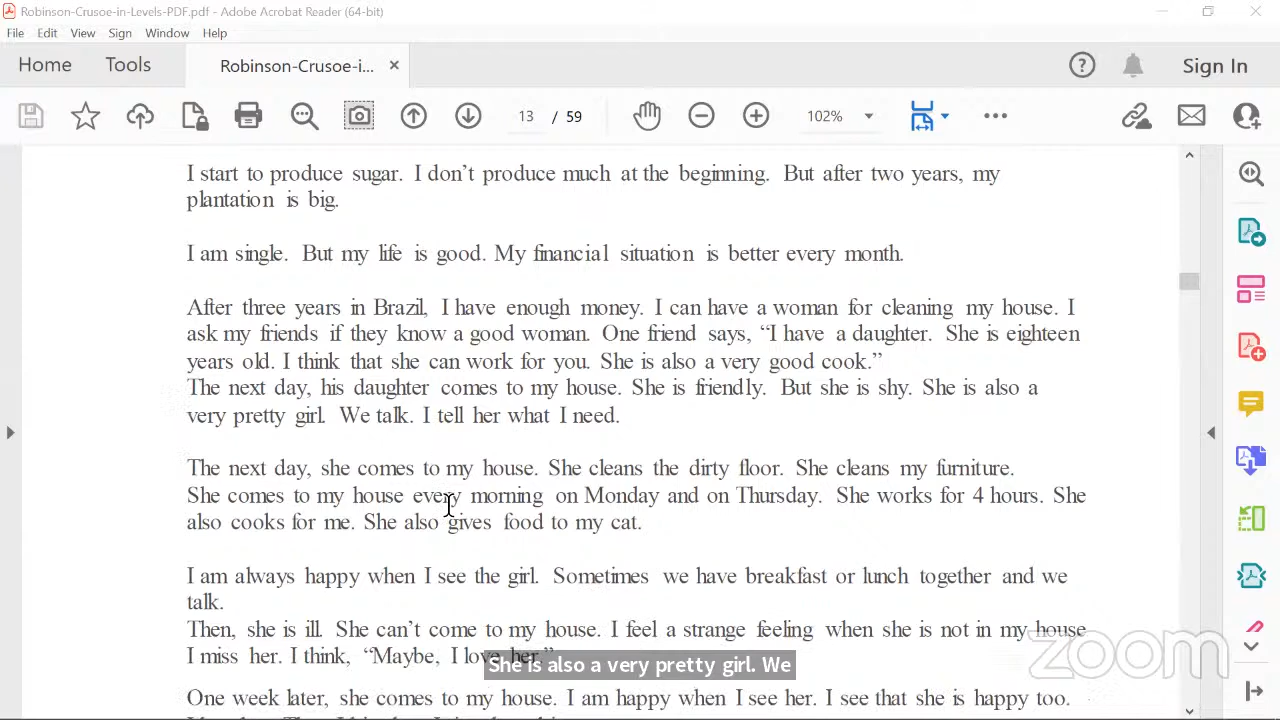 Robinson-Crusoe-in-Levels-PDF.pdf - Adobe Acrobat Reader (64-bit)
File Edit View Sign Window Help
Home Tools Robinson-Crusoe-i... × Sign In
13 / 59 102%
I start to produce sugar. I don’t produce much at the beginning. But after two years, my
plantation is big.
I am single. But my life is good. My financial situation is better every month.
After three years in Brazil, I have enough money. I can have a woman for cleaning my house. I
ask my friends if they know a good woman. One friend says, “I have a daughter. She is eighteen
years old. I think that she can work for you. She is also a very good cook.”
The next day, his daughter comes to my house. She is friendly. But she is shy. She is also a
very pretty girl. We talk. I tell her what I need.
The next day, she comes to my house. She cleans the dirty floor. She cleans my furniture.
She comes to my house every morning on Monday and on Thursday. She works for 4 hours. She
also cooks for me. She also gives food to my cat.
I am always happy when I see the girl. Sometimes we have breakfast or lunch together and we
talk.
Then, she is ill. She can’t come to my house. I feel a strange feeling when she is not in my house
I miss her. I think, “Maybe, I love her.”
She is also a very pretty girl. We
zoom
One week later, she comes to my house. I am happy when I see her. I see that she is happy too.